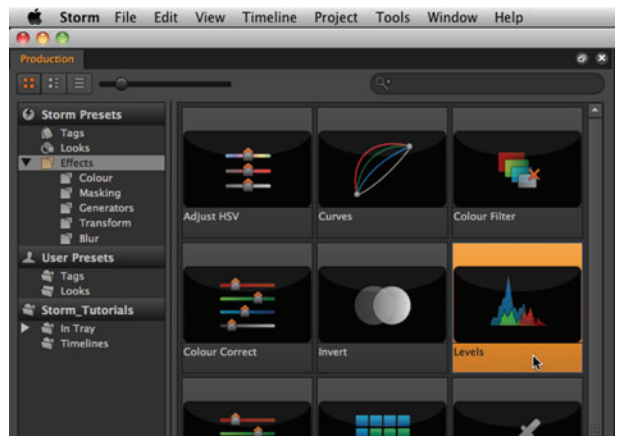 Storm File Edit View Timeline Project Tools Window Help
Production
Storm Presets
Tags
Looks
Effects
Colour
Masking
Generators
Transform
Blur
User Presets
Tags
Looks
Storm_Tutorials
In Tray
Timelines
Adjust HSV
Curves
Colour Filter
Colour Correct
Invert
Levels